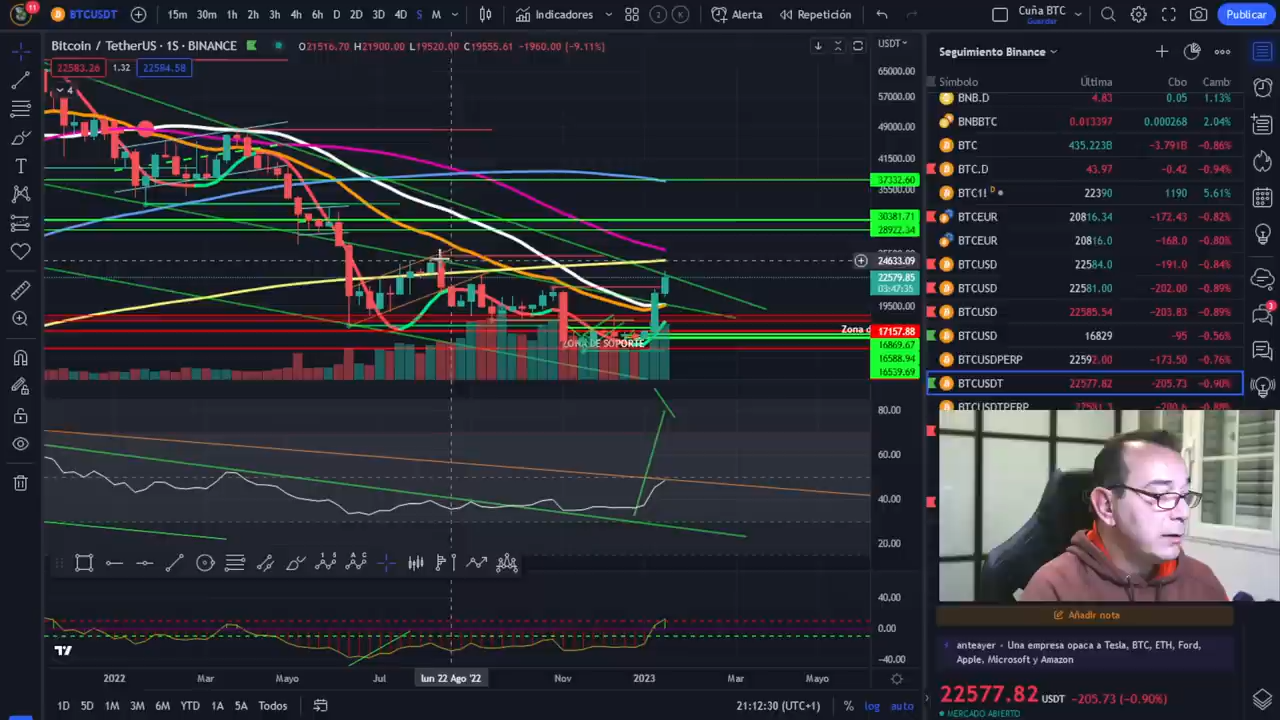 11
BTCUSDT
15m 30m 1h 2h 3h 4h 6h D 2D 3D 4D S M
Indicadores
2 K
Alerta
Repetición
Cuña BTC
Guardar
Publicar
Bitcoin / TetherUS · 1S · BINANCE
O21516.70 H21900.00 L19520.00 C19555.61 -1960.00 (-9.11%)
22583.26 1.32 22584.58
4
USDT
65000.00
57000.00
49000.00
41500.00
37332.60
35500.00
30381.71
28922.34
24633.09
22579.85
03:47:35
19500.00
17157.88
16869.67
16588.94
16539.69
Zona d
ZONA DE SOPORTE
80.00
60.00
40.00
20.00
40.00
0.00
-40.00
2022 Mar Mayo Jul lun 22 Ago '22 Nov 2023 Mar Mayo
1D 5D 1M 3M 6M YTD 1A 5A Todos
21:12:30 (UTC+1) % log auto
Seguimiento Binance
Símbolo Última Cbo Camb
BNB.D 4.83 0.05 1.13%
BNBBTC 0.013397 0.000268 2.04%
BTC 435.223B -3.791B -0.86%
BTC.D 43.97 -0.42 -0.94%
BTC1! D 22390 1190 5.61%
BTCEUR 20816.34 -172.43 -0.82%
BTCEUR 20816.0 -168.0 -0.80%
BTCUSD 22584.0 -191.0 -0.84%
BTCUSD 22581.00 -202.00 -0.89%
BTCUSD 22585.54 -203.83 -0.89%
BTCUSD 16829 -95 -0.56%
BTCUSDPERP 22592.00 -173.50 -0.76%
BTCUSDT 22577.82 -205.73 -0.90%
BTCUSDTPERP 22581.3 -200.6
3
Añadir nota
anteayer · Una empresa opaca a Tesla, BTC, ETH, Ford,
Apple, Microsoft y Amazon
22577.82 USDT -205.73 (-0.90%)
MERCADO ABIERTO